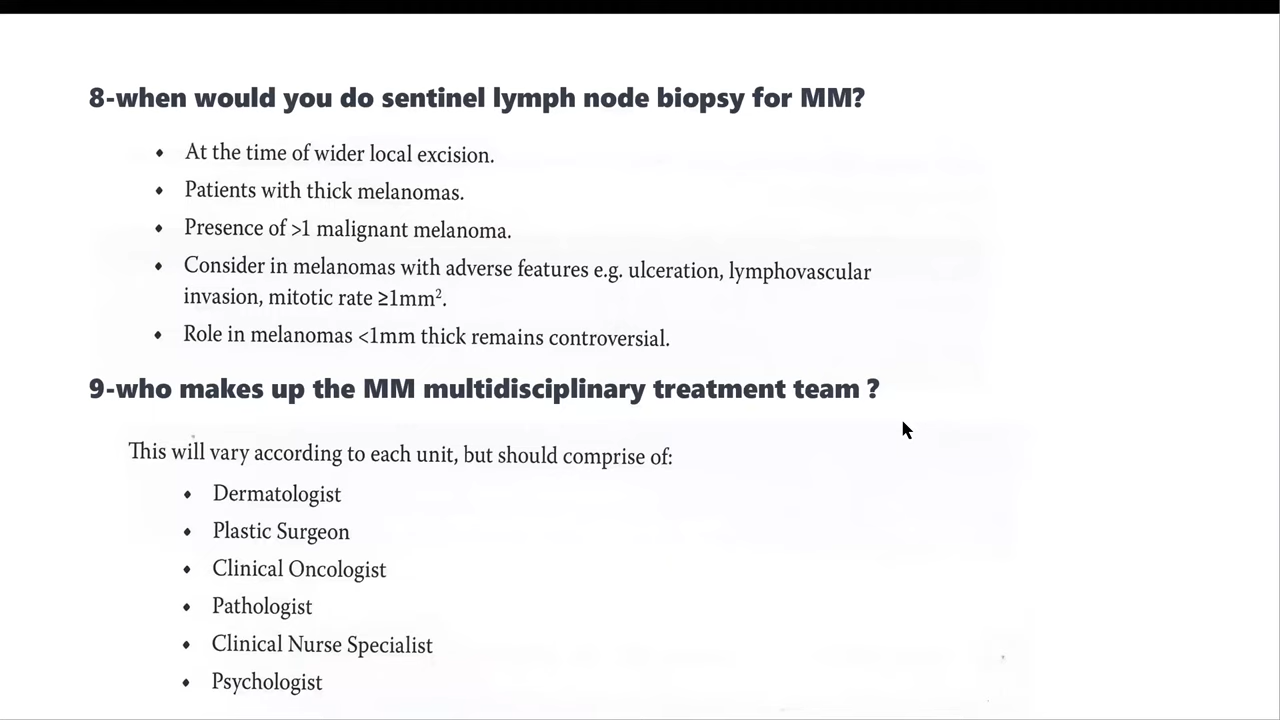 8-when would you do sentinel lymph node biopsy for MM?
• At the time of wider local excision.
• Patients with thick melanomas.
• Presence of >1 malignant melanoma.
• Consider in melanomas with adverse features e.g. ulceration, lymphovascular
invasion, mitotic rate ≥1mm².
• Role in melanomas <1mm thick remains controversial.
9-who makes up the MM multidisciplinary treatment team ?
This will vary according to each unit, but should comprise of:
• Dermatologist
• Plastic Surgeon
• Clinical Oncologist
• Pathologist
• Clinical Nurse Specialist
• Psychologist